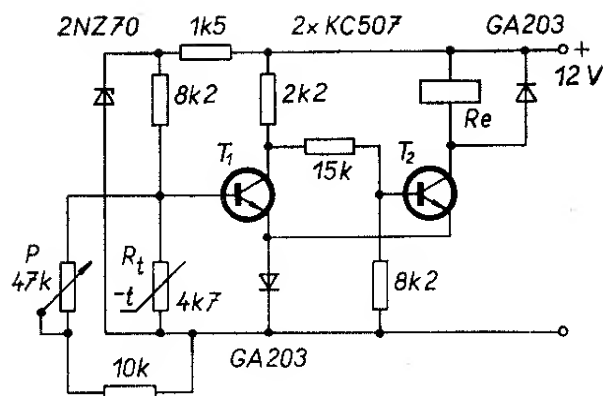 2NZ70
1k5
2x KC507
GA203
+
12 V
8k2
2k2
Re
T1
15k
T2
P
47k
Rt
-t
4k7
8k2
10k
GA203